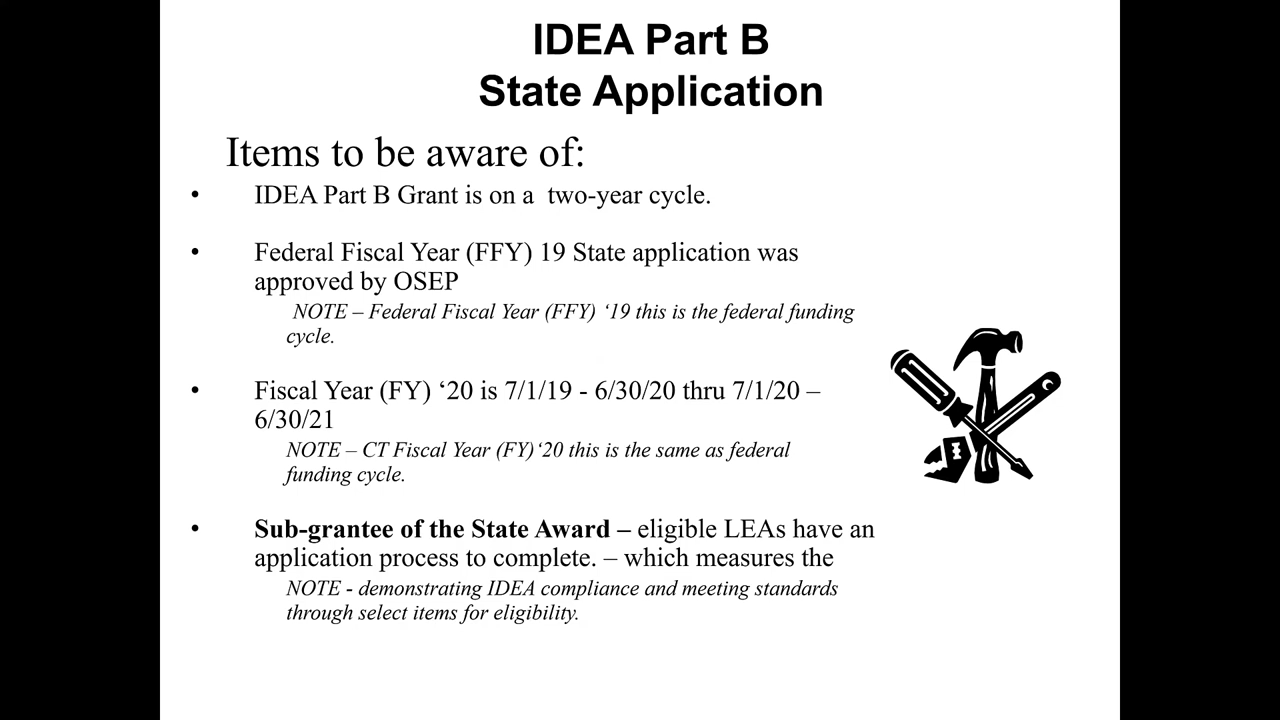 IDEA Part B
State Application
Items to be aware of:
• IDEA Part B Grant is on a  two-year cycle.
• Federal Fiscal Year (FFY) 19 State application was
approved by OSEP
NOTE – Federal Fiscal Year (FFY) ‘19 this is the federal funding
cycle.
• Fiscal Year (FY) ‘20 is 7/1/19 - 6/30/20 thru 7/1/20 –
6/30/21
NOTE – CT Fiscal Year (FY)‘20 this is the same as federal
funding cycle.
• Sub-grantee of the State Award – eligible LEAs have an
application process to complete. – which measures the
NOTE - demonstrating IDEA compliance and meeting standards
through select items for eligibility.